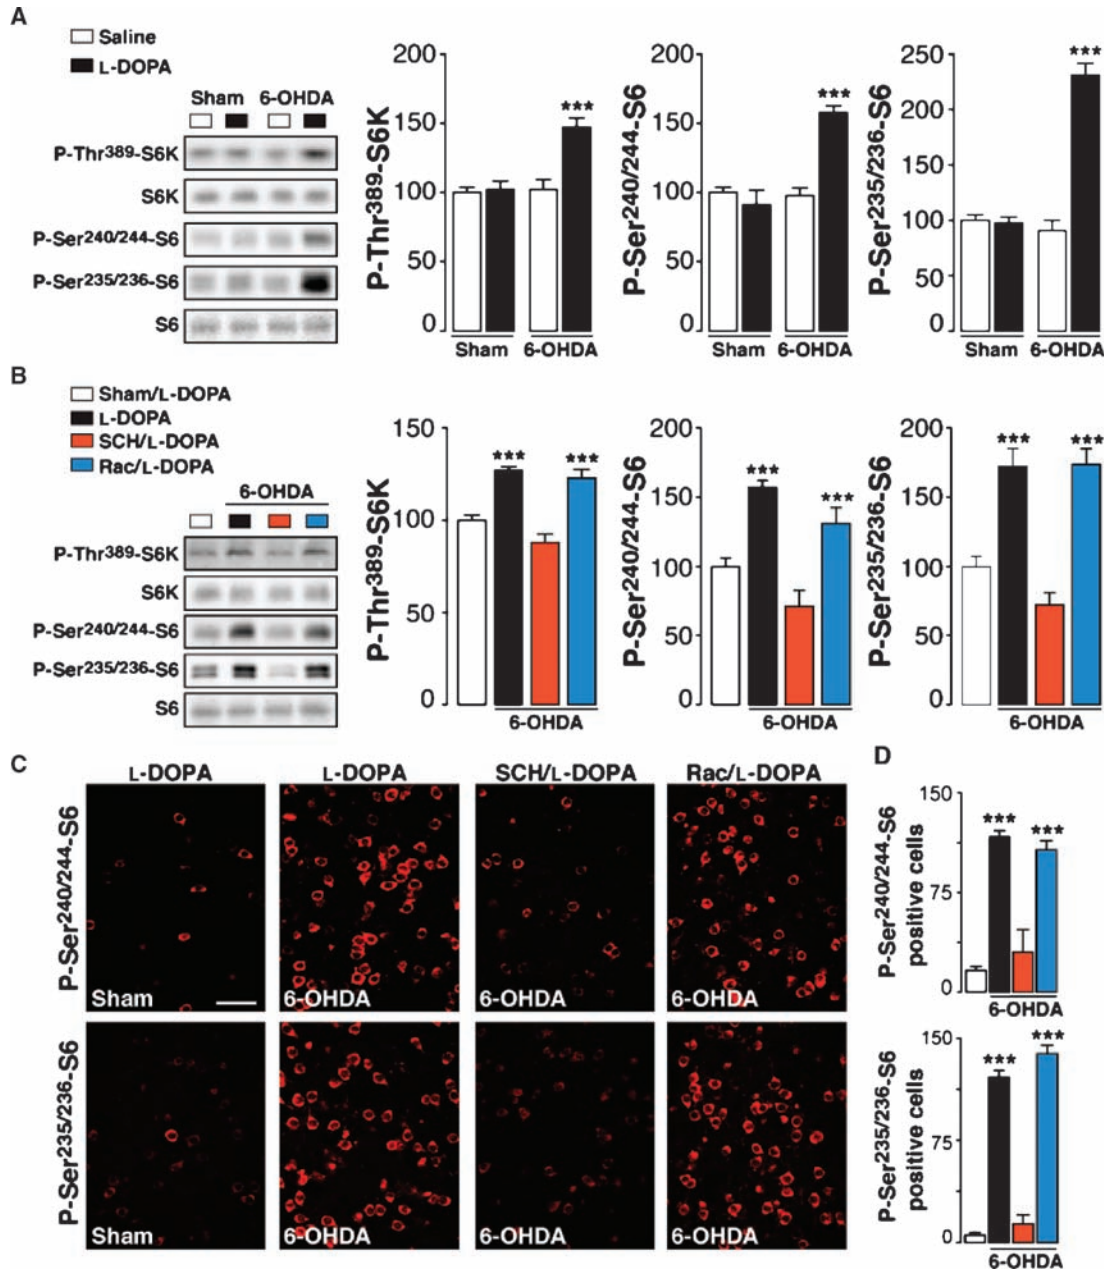 A
Saline
L-DOPA
Sham 6-OHDA
P-Thr389-S6K
S6K
P-Ser240/244-S6
P-Ser235/236-S6
S6
P-Thr389-S6K
200
150
100
50
0
Sham 6-OHDA
***
P-Ser240/244-S6
200
150
100
50
0
Sham 6-OHDA
***
P-Ser235/236-S6
250
200
150
100
50
0
Sham 6-OHDA
***
B
Sham/L-DOPA
L-DOPA
SCH/L-DOPA
Rac/L-DOPA
6-OHDA
P-Thr389-S6K
S6K
P-Ser240/244-S6
P-Ser235/236-S6
S6
P-Thr389-S6K
150
100
50
0
*** ***
6-OHDA
P-Ser240/244-S6
200
150
100
50
0
*** ***
6-OHDA
P-Ser235/236-S6
200
150
100
50
0
*** ***
6-OHDA
C
L-DOPA L-DOPA SCH/L-DOPA Rac/L-DOPA
P-Ser240/244-S6
Sham 6-OHDA 6-OHDA 6-OHDA
P-Ser235/236-S6
Sham 6-OHDA 6-OHDA 6-OHDA
D
P-Ser240/244-S6
positive cells
150
75
0
*** ***
6-OHDA
P-Ser235/236-S6
positive cells
150
75
0
*** ***
6-OHDA